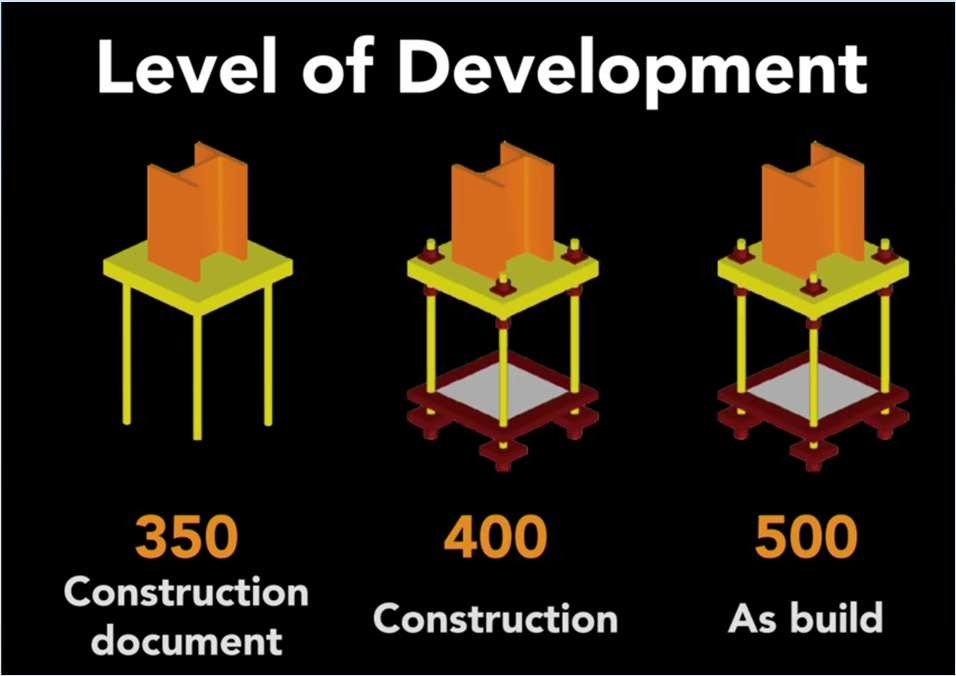 Level of Development
350
400
500
Construction
document
Construction
As build